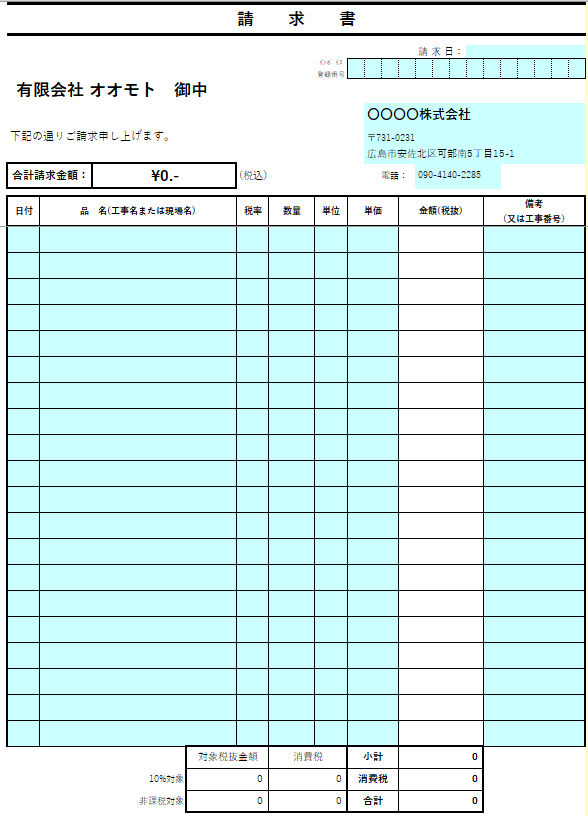 請 求 書
請 求 日：
ｲﾝﾎﾞｲｽ
登録番号
有限会社 オオモト 御中
〇〇〇〇株式会社
下記の通りご請求申し上げます。
〒731-0231
広島市安佐北区可部南5丁目15-1
合計請求金額： ¥0.- (税込)
電話： 090-4140-2285
日付 品 名(工事名または現場名) 税率 数量 単位 単価 金額(税抜) 備考
(又は工事番号)
対象税抜金額 消費税 小計 0
10%対象 0 0 消費税 0
非課税対象 0 0 合計 0